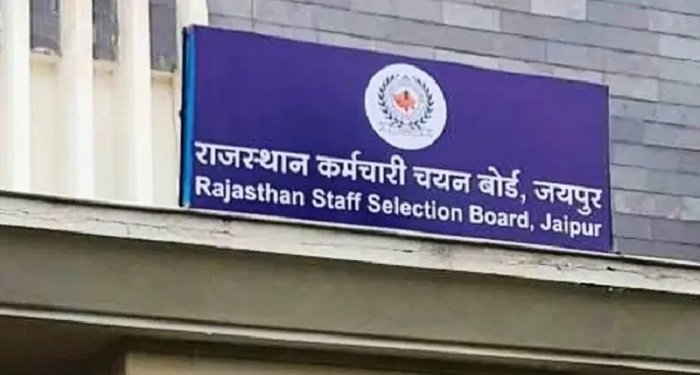 राजस्थान कर्मचारी चयन बोर्ड, जयपुर
Rajasthan Staff Selection Board, Jaipur